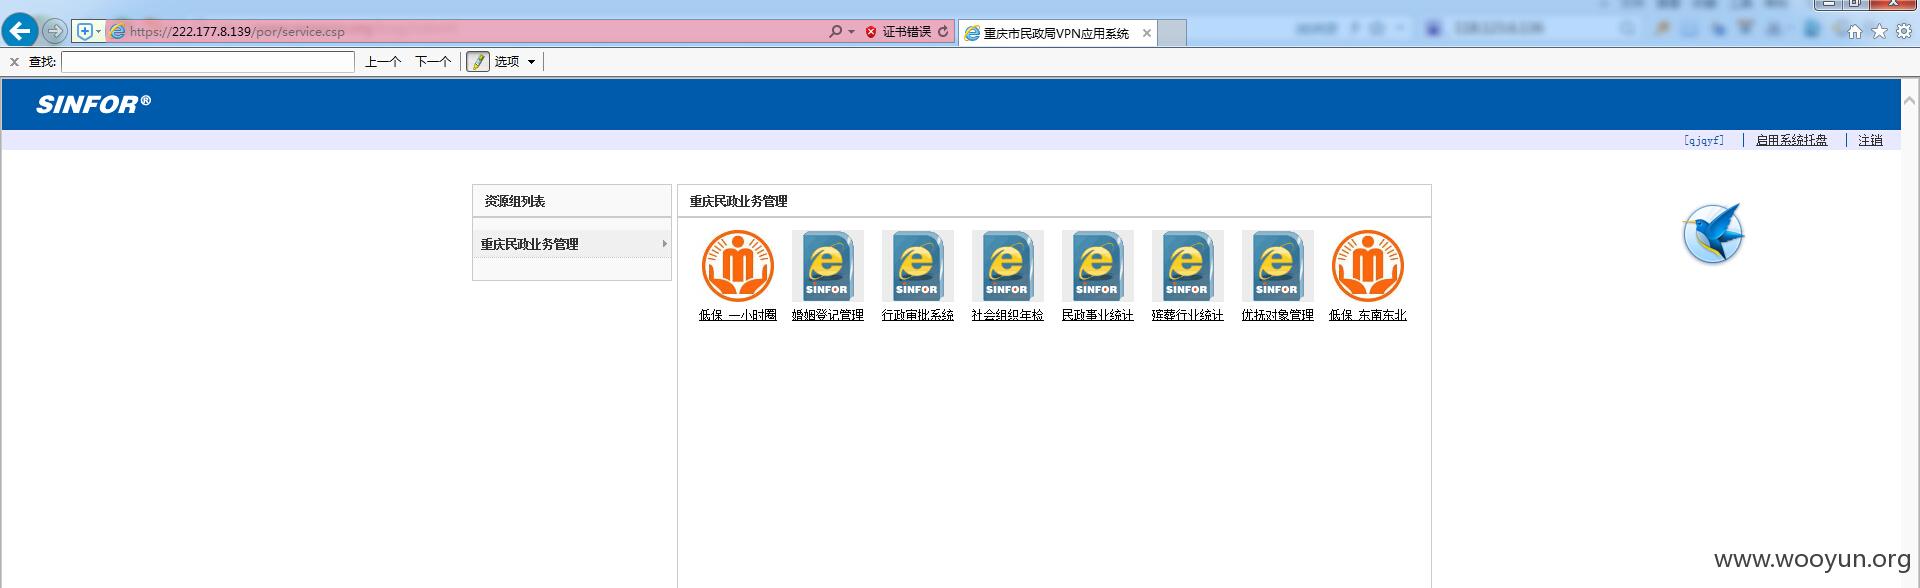 https://222.177.8.139/por/service.csp
证书错误
重庆市民政局VPN应用系统
查找:
上一个 下一个 选项
SINFOR®
[qjqyf] 启用系统托盘 注销
资源组列表
重庆民政业务管理
重庆民政业务管理
SINFOR SINFOR SINFOR SINFOR SINFOR SINFOR
低保_一小时圈 婚姻登记管理 行政审批系统 社会组织年检 民政事业统计 殡葬行业统计 优抚对象管理 低保_东南东北
www.wooyun.org